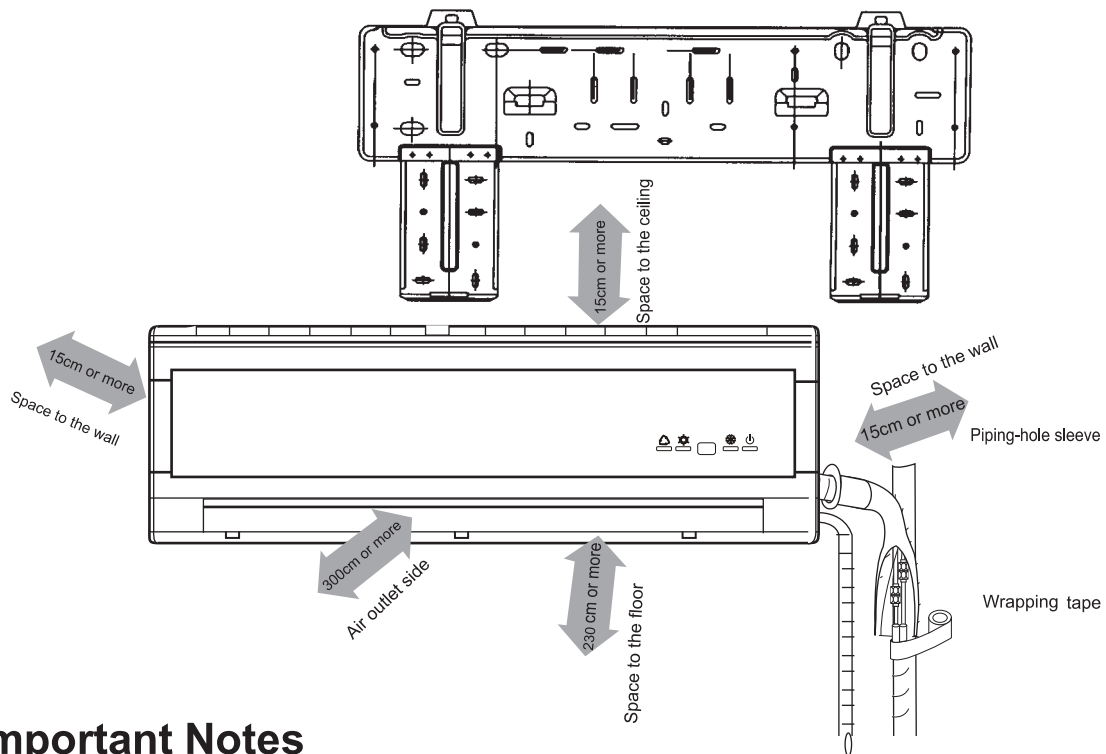 15cm or more
Space to the ceiling
15cm or more
Space to the wall
Space to the wall
15cm or more
Piping-hole sleeve
300cm or more
Air outlet side
230 cm or more
Space to the floor
Wrapping tape
mportant Notes